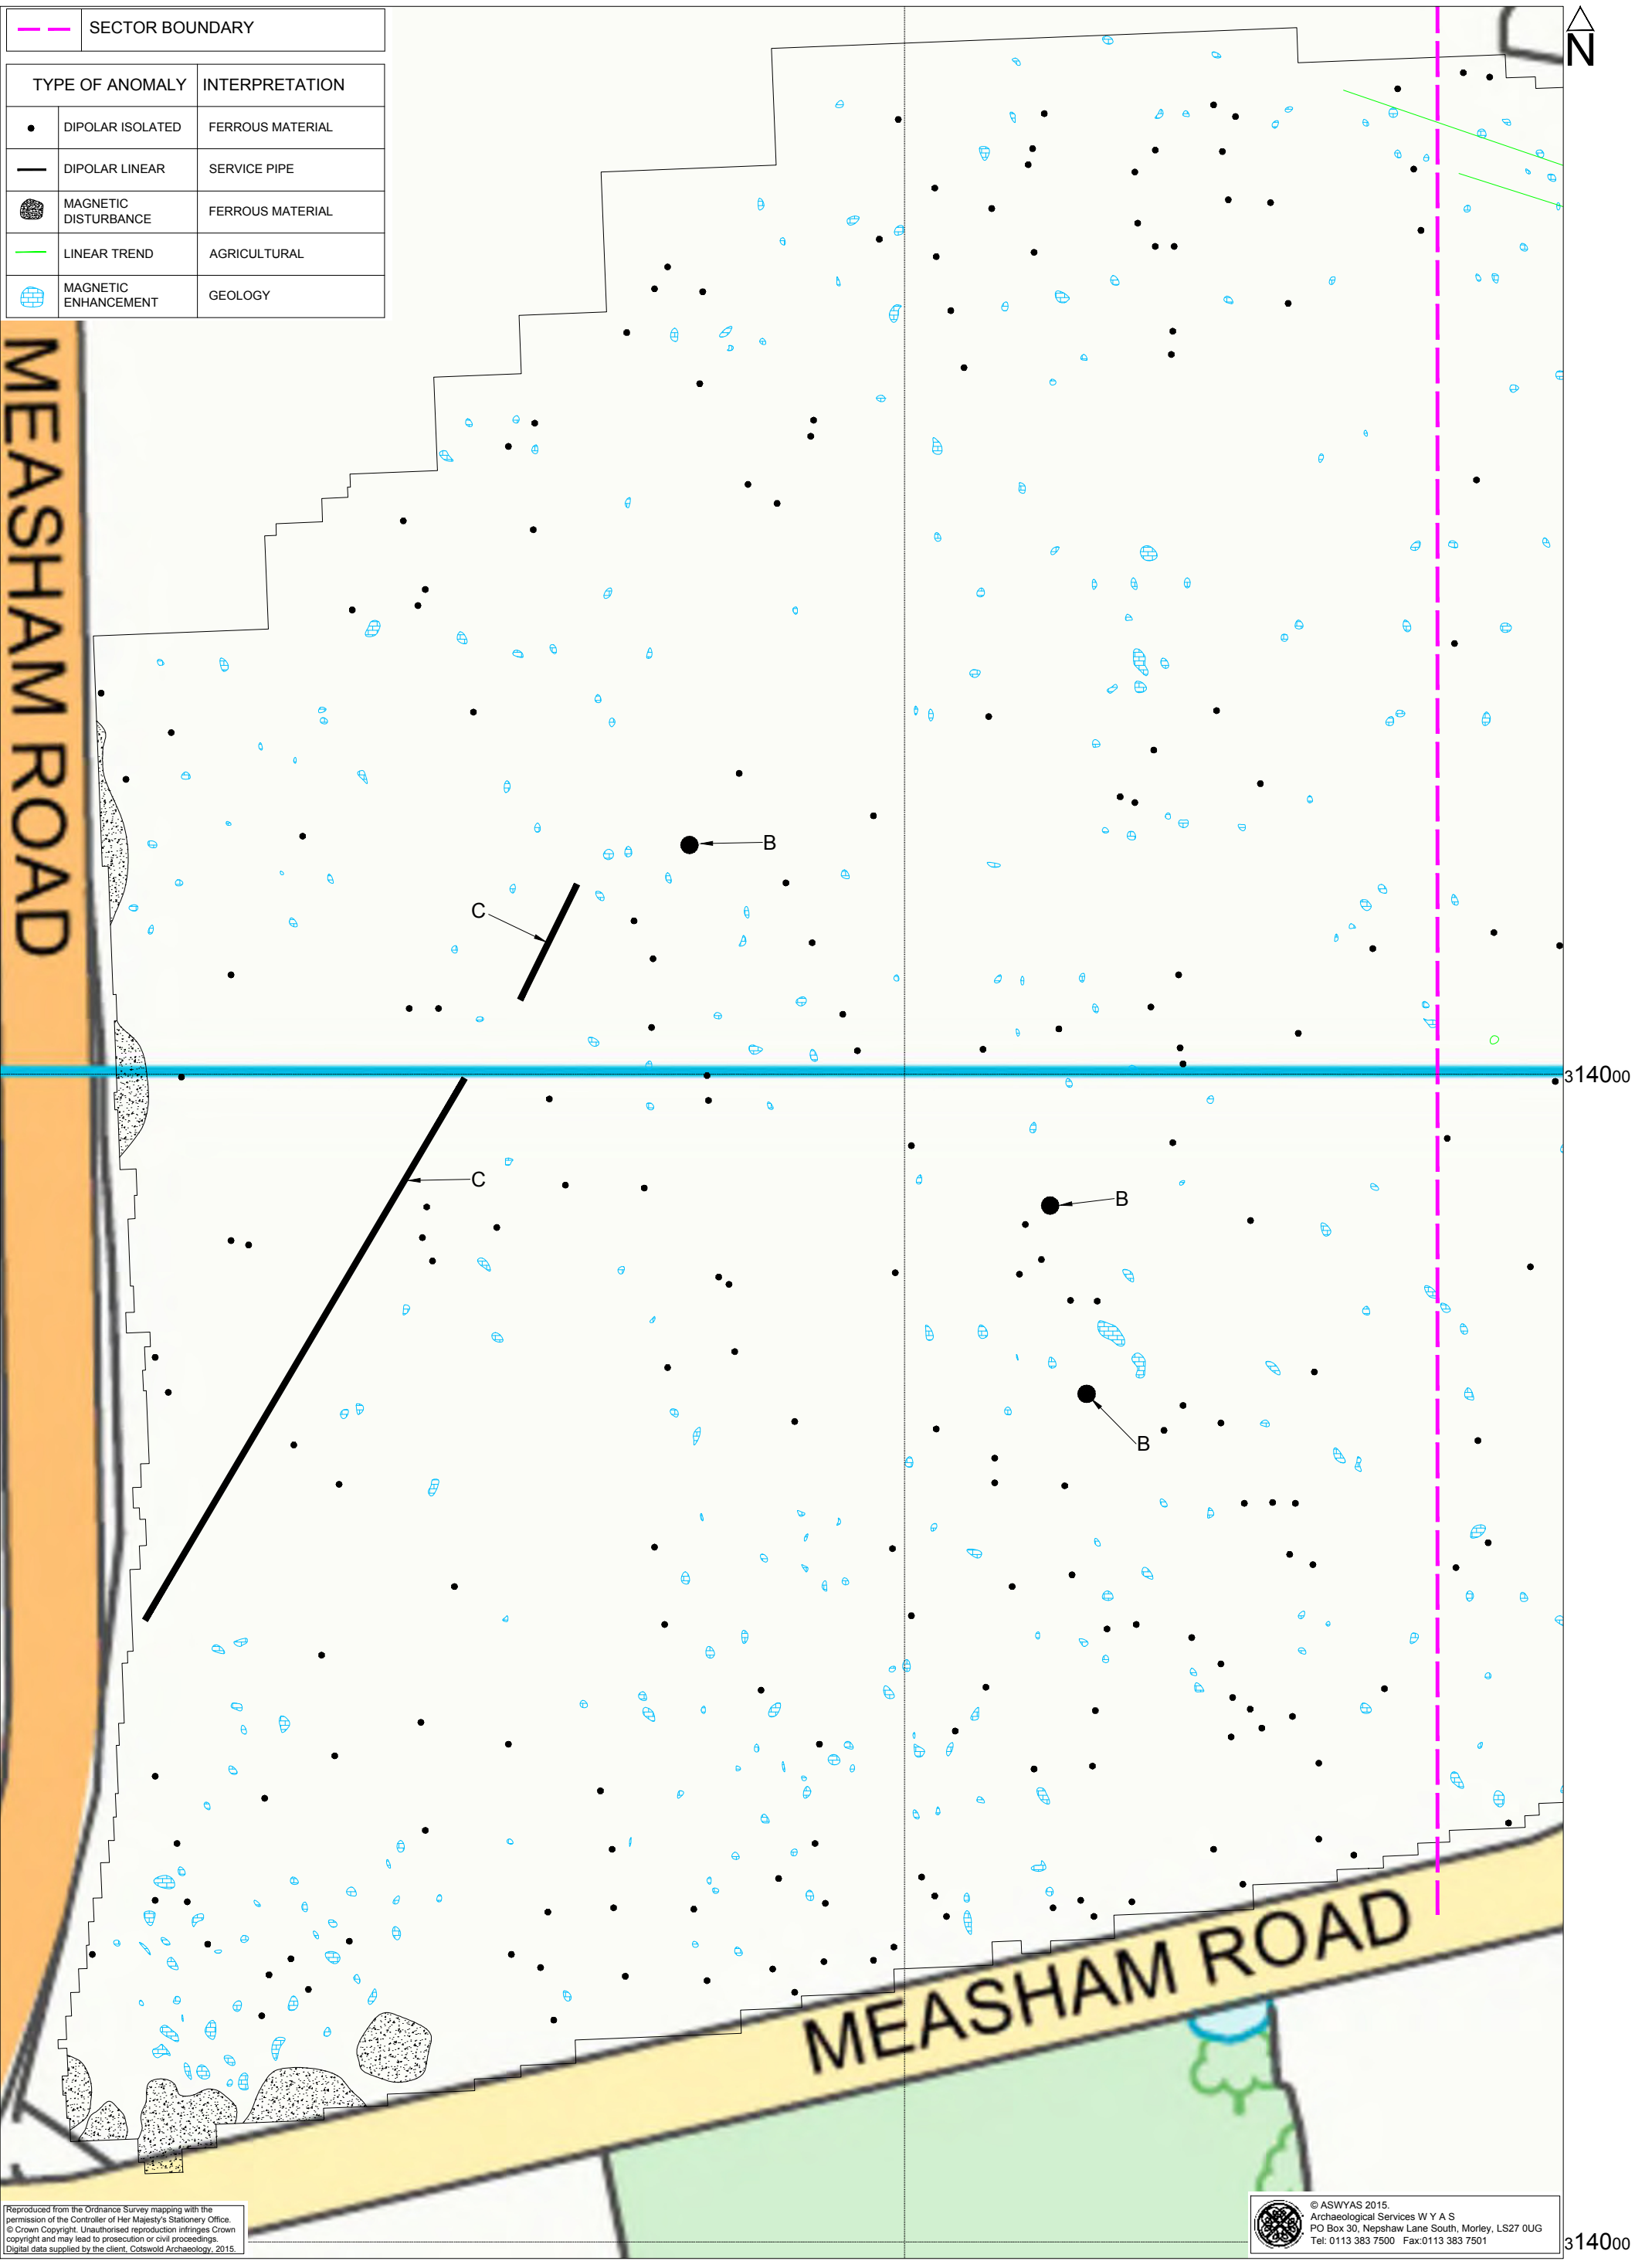 SECTOR BOUNDARY
N
TYPE OF ANOMALY INTERPRETATION
DIPOLAR ISOLATED FERROUS MATERIAL
DIPOLAR LINEAR SERVICE PIPE
MAGNETIC
DISTURBANCE
FERROUS MATERIAL
LINEAR TREND AGRICULTURAL
MAGNETIC
ENHANCEMENT
GEOLOGY
MEASHAM ROAD
B
C
314000
C
B
B
MEASHAM ROAD
Reproduced from the Ordnance Survey mapping with the
permission of the Controller of Her Majesty's Stationery Office.
© Crown Copyright. Unauthorised reproduction infringes Crown
copyright and may lead to prosecution or civil proceedings.
Digital data supplied by the client, Cotswold Archaeology, 2015.
© ASWYAS 2015.
Archaeological Services W Y A S
PO Box 30, Nepshaw Lane South, Morley, LS27 0UG
Tel: 0113 383 7500 Fax:0113 383 7501
314000